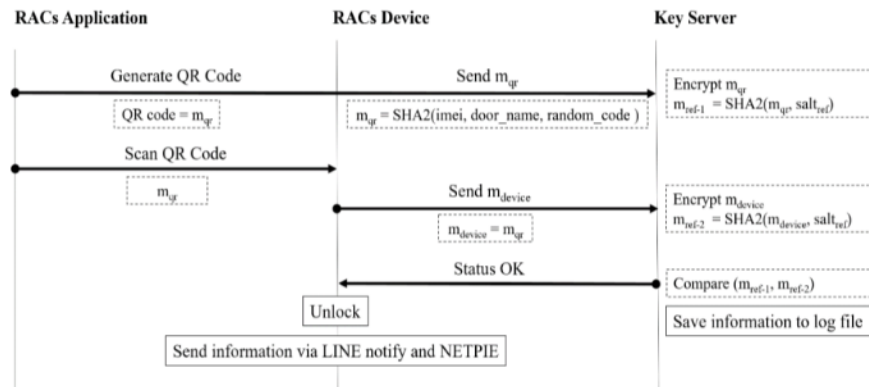 RACs Application RACs Device Key Server
Generate QR Code Send m_qr Encrypt m_qr
QR code = m_qr m_qr = SHA2(imei, door_name, random_code ) m_ref-1 = SHA2(m_qr, salt_ref)
Scan QR Code
m_qr Send m_device Encrypt m_device
m_device = m_qr m_ref-2 = SHA2(m_device, salt_ref)
Status OK Compare (m_ref-1, m_ref-2)
Unlock Save information to log file
Send information via LINE notify and NETPIE